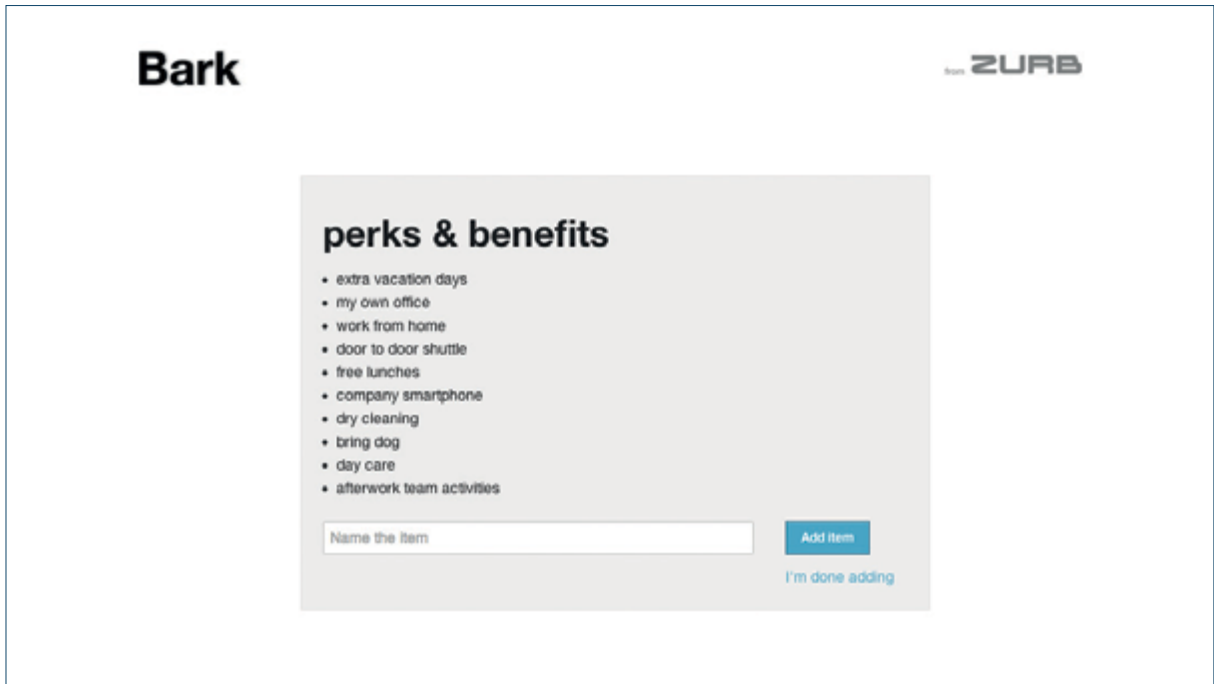 Bark
from ZURB
perks & benefits
• extra vacation days
• my own office
• work from home
• door to door shuttle
• free lunches
• company smartphone
• dry cleaning
• bring dog
• day care
• afterwork team activities
Name the item
Add item
I'm done adding